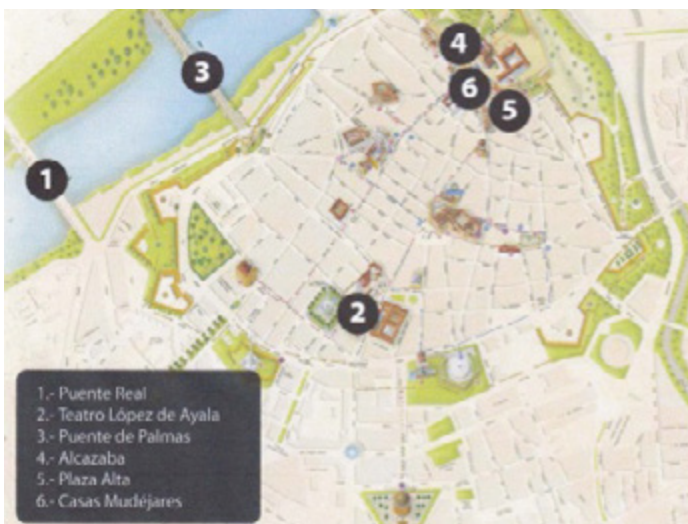 4
3
6
5
1
2
1.- Puente Real
2.- Teatro López de Ayala
3.- Puente de Palmas
4.- Alcazaba
5.- Plaza Alta
6.- Casas Mudéjares